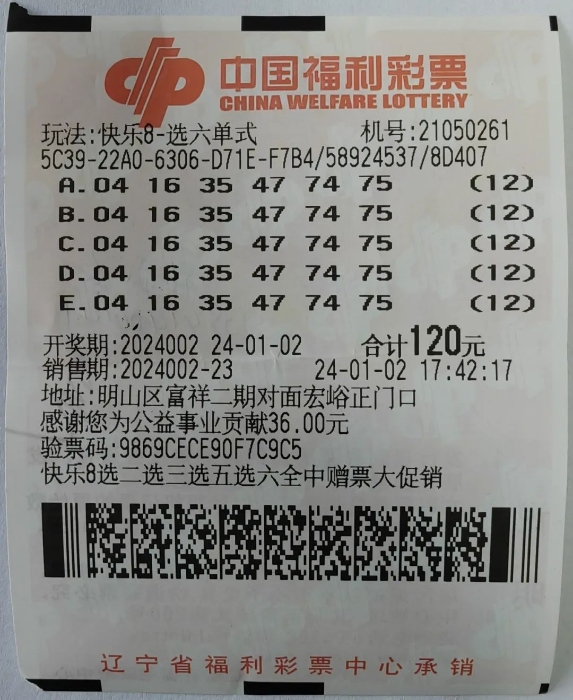 中国福利彩票
CHINA WELFARE LOTTERY
玩法:快乐8-选六单式 机号:21050261
5C39-22A0-6306-D71E-F7B4/58924537/8D407
A.04 16 35 47 74 75 (12)
B.04 16 35 47 74 75 (12)
C.04 16 35 47 74 75 (12)
D.04 16 35 47 74 75 (12)
E.04 16 35 47 74 75 (12)
开奖期:2024002 24-01-02 合计120元
销售期:2024002-23 24-01-02 17:42:17
地址:明山区富祥二期对面宏峪正门口
感谢您为公益事业贡献36.00元
验票码:9869CECE90F7C9C5
快乐8选二选三选五选六全中赠票大促销
辽宁省福利彩票中心承销